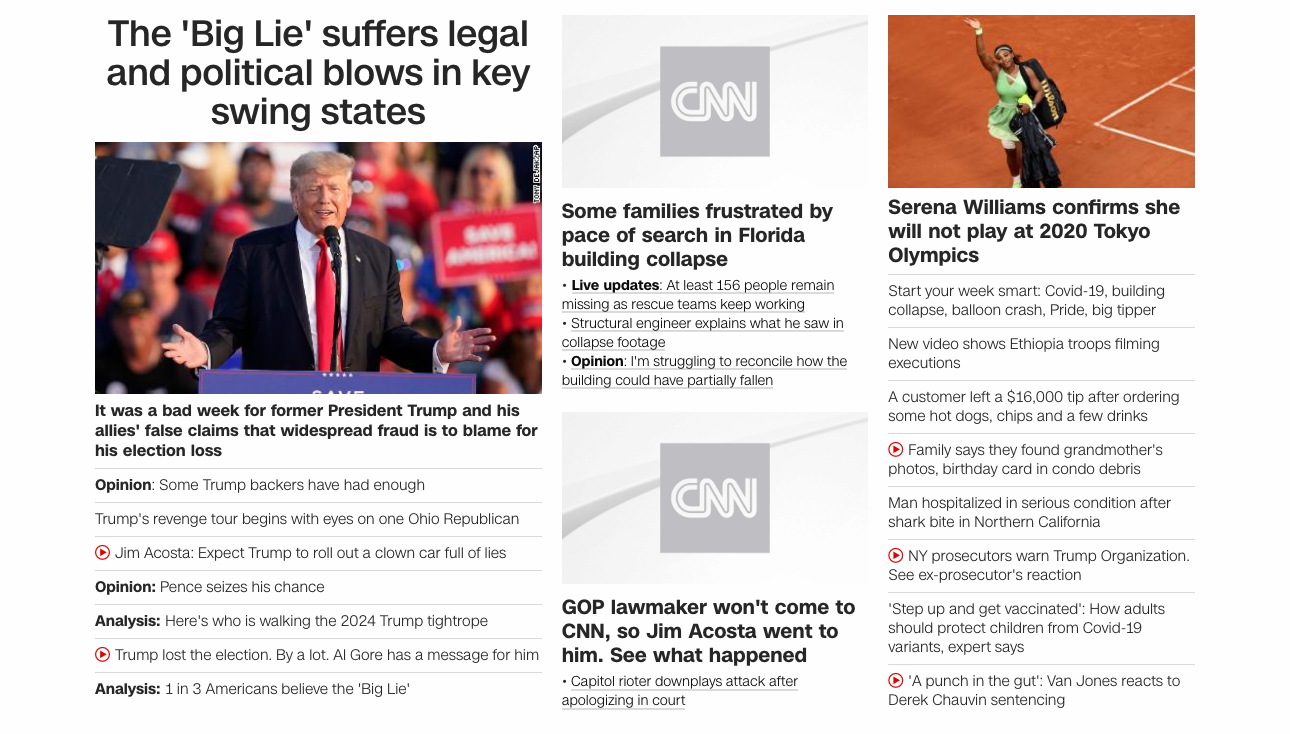 The 'Big Lie' suffers legal
and political blows in key
swing states
TONY DEJAK/AP
SAVE
AMERICA!
SAVE
It was a bad week for former President Trump and his
allies' false claims that widespread fraud is to blame for
his election loss
Opinion: Some Trump backers have had enough
Trump's revenge tour begins with eyes on one Ohio Republican
Jim Acosta: Expect Trump to roll out a clown car full of lies
Opinion: Pence seizes his chance
Analysis: Here's who is walking the 2024 Trump tightrope
Trump lost the election. By a lot. Al Gore has a message for him
Analysis: 1 in 3 Americans believe the 'Big Lie'
CNN
Some families frustrated by
pace of search in Florida
building collapse
• Live updates: At least 156 people remain
missing as rescue teams keep working
• Structural engineer explains what he saw in
collapse footage
• Opinion: I'm struggling to reconcile how the
building could have partially fallen
CNN
GOP lawmaker won't come to
CNN, so Jim Acosta went to
him. See what happened
• Capitol rioter downplays attack after
apologizing in court
Wilson
Serena Williams confirms she
will not play at 2020 Tokyo
Olympics
Start your week smart: Covid-19, building
collapse, balloon crash, Pride, big tipper
New video shows Ethiopia troops filming
executions
A customer left a $16,000 tip after ordering
some hot dogs, chips and a few drinks
Family says they found grandmother's
photos, birthday card in condo debris
Man hospitalized in serious condition after
shark bite in Northern California
NY prosecutors warn Trump Organization.
See ex-prosecutor's reaction
'Step up and get vaccinated': How adults
should protect children from Covid-19
variants, expert says
'A punch in the gut': Van Jones reacts to
Derek Chauvin sentencing